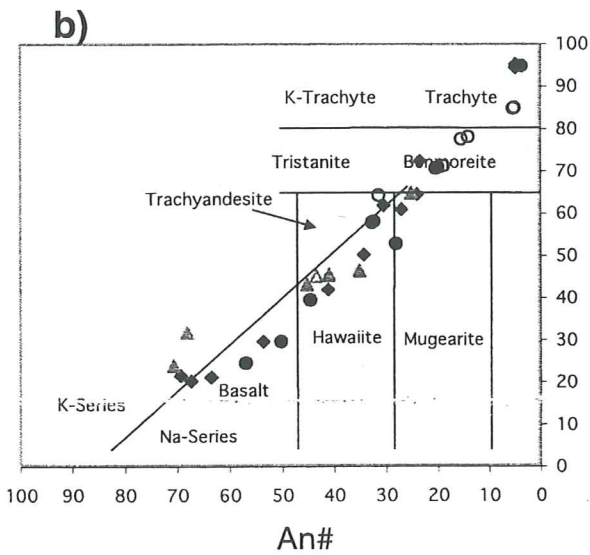 b)
100
90
80
70
60
50
40
30
20
10
0
K-Trachyte Trachyte
Tristanite Benmoreite
Trachyandesite
Hawaiite Mugearite
Basalt
K-Series
Na-Series
100 90 80 70 60 50 40 30 20 10 0
An#